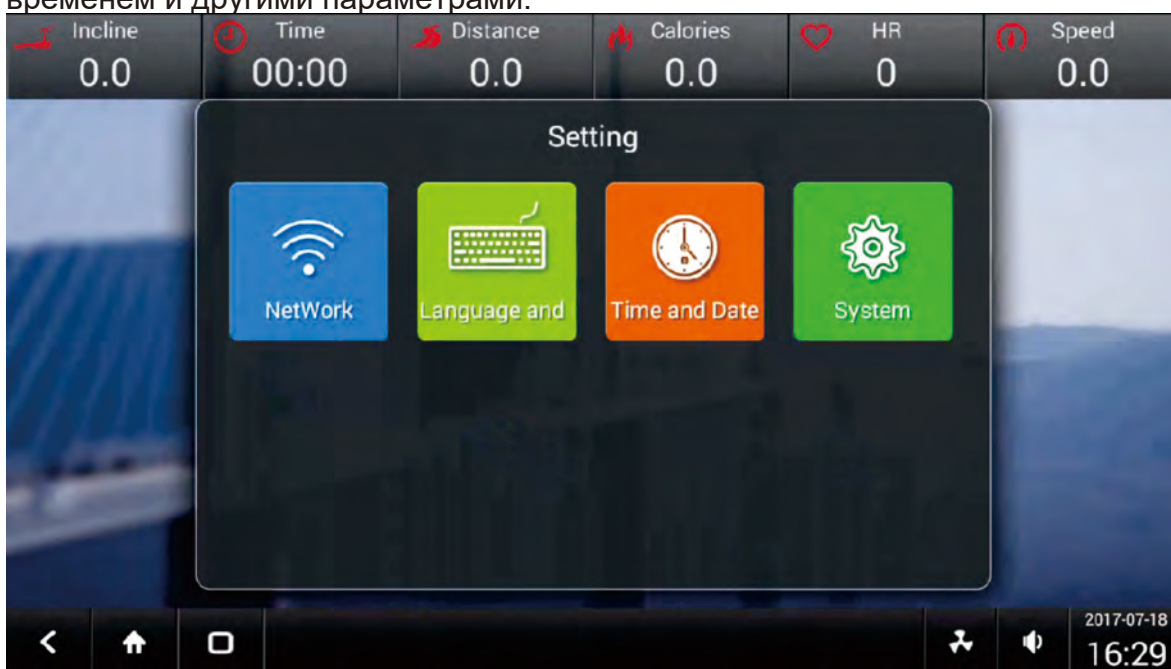 временем и другими параметрами.
Incline Time Distance Calories HR Speed
0.0 00:00 0.0 0.0 0 0.0
Setting
NetWork Language and Time and Date System
2017-07-18
16:29